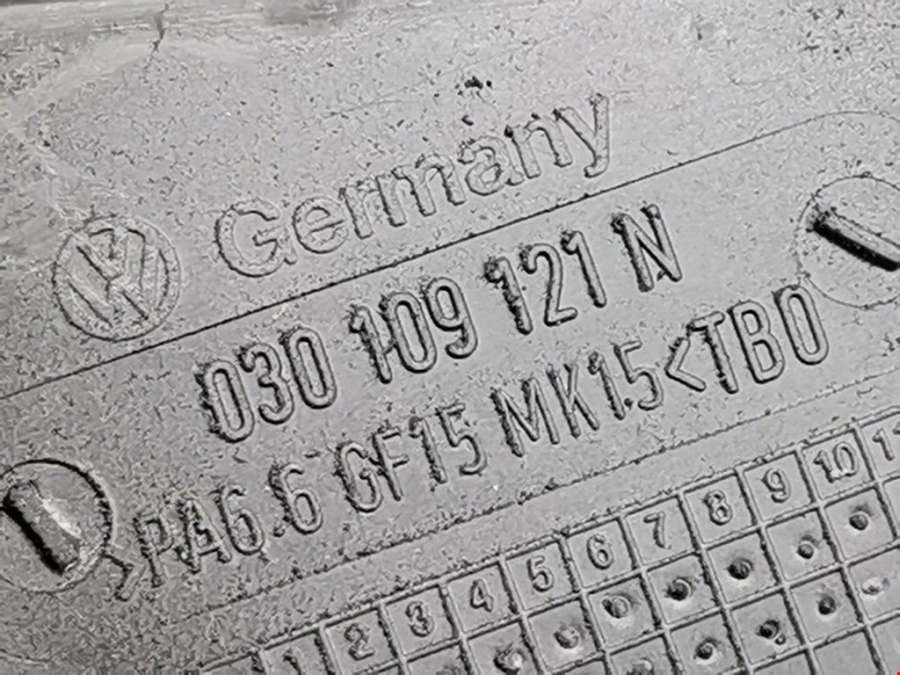 Germany
030 109 121 N
>PA6.6 GF15 MK15<TBO
1 2 3 4 5 6 7 8 9 10 11